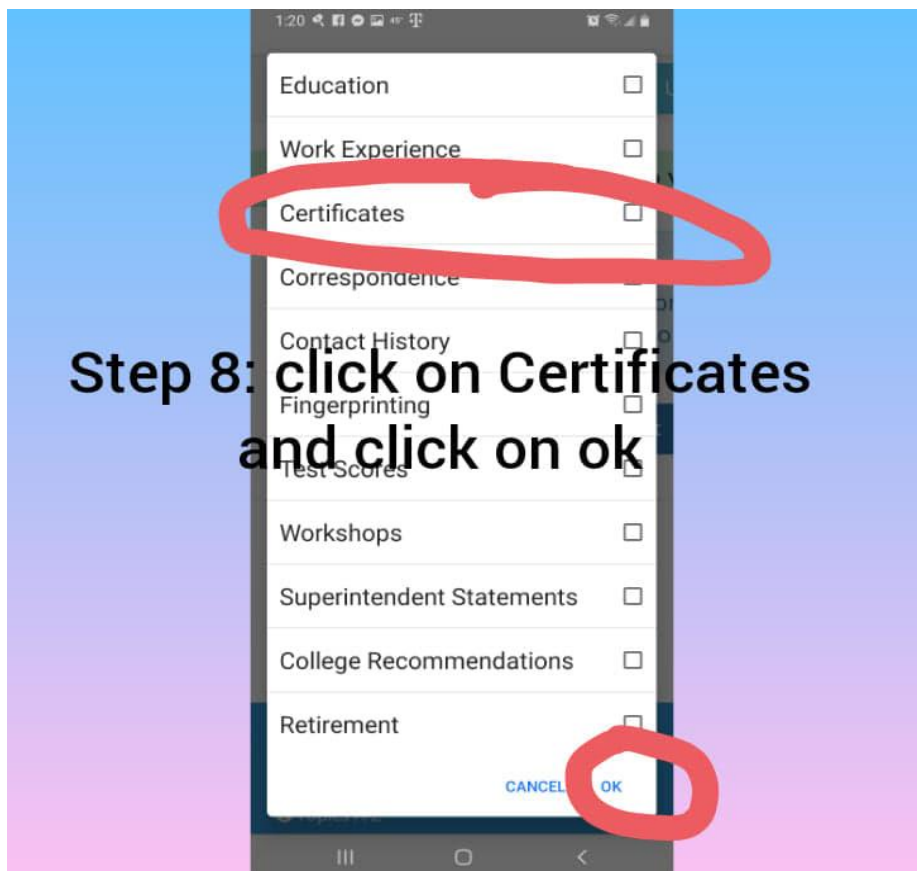 1:20 45°
Education
Work Experience
Certificates
Correspondence
Contact History
Step 8: click on Certificates
Fingerprinting
and click on ok
Test Scores
Workshops
Superintendent Statements
College Recommendations
Retirement
CANCEL OK